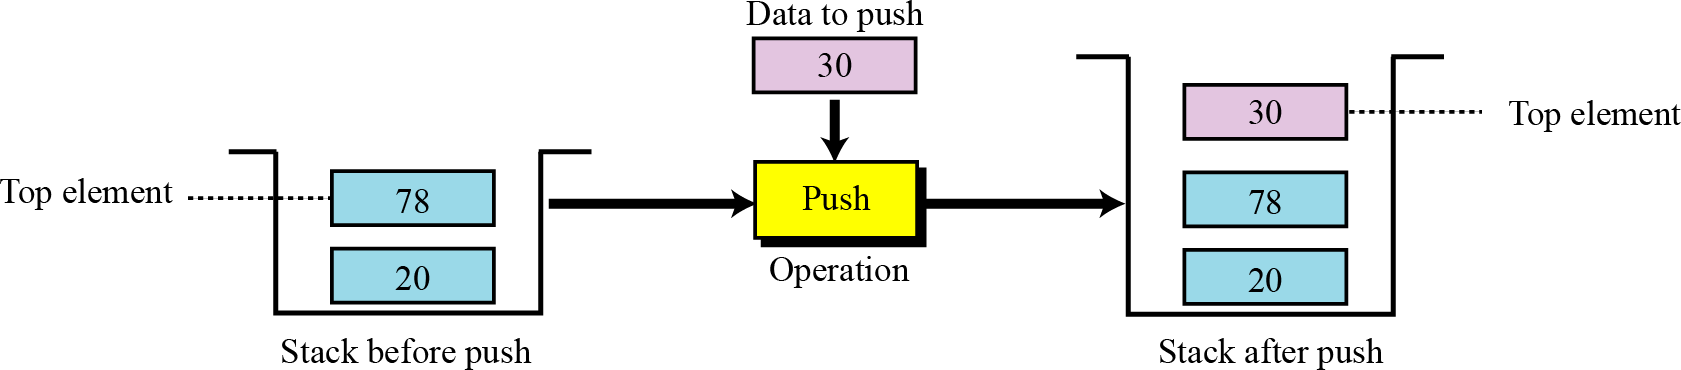 Data to push
30
Top element
78
20
Stack before push
Push
Operation
30
Top element
78
20
Stack after push